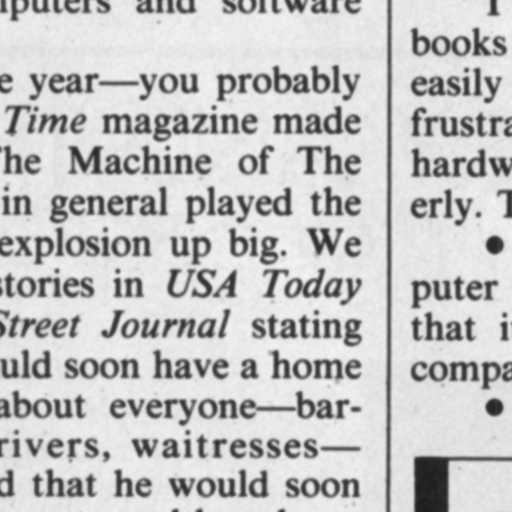 and software
e year—you probably
Time magazine made
The Machine of The
in general played the
explosion up big. We
stories in USA Today
Street Journal stating
uld soon have a home
about everyone—bar-
rivers, waitresses—
d that he would soon
books
easily
frustra
hardw
erly. T
●
puter
that i
compa
●